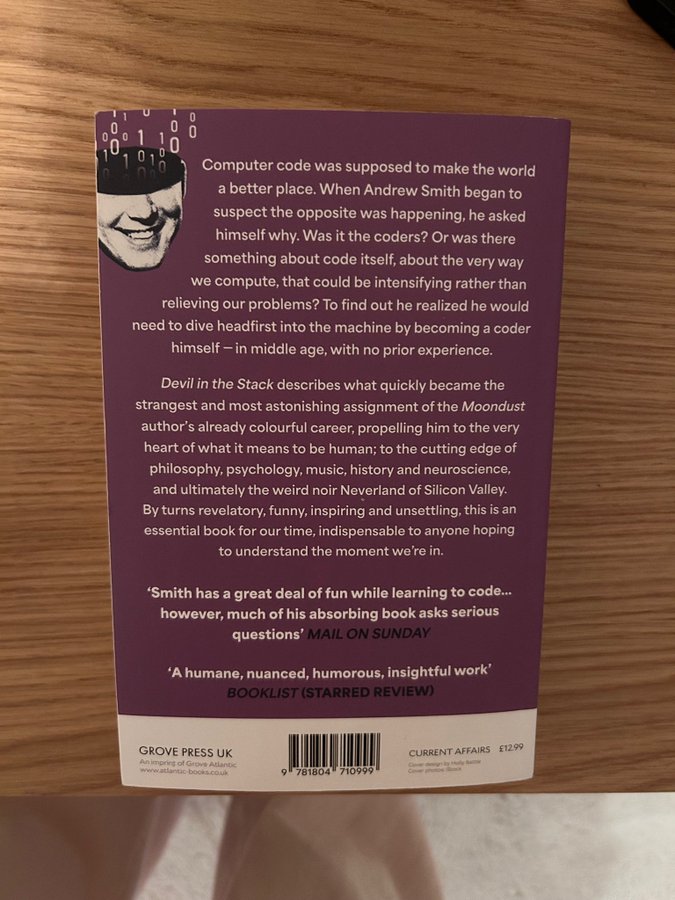 Computer code was supposed to make the world
a better place. When Andrew Smith began to
suspect the opposite was happening, he asked
himself why. Was it the coders? Or was there
something about code itself, about the very way
we compute, that could be intensifying rather than
relieving our problems? To find out he realized he would
need to dive headfirst into the machine by becoming a coder
himself – in middle age, with no prior experience.
Devil in the Stack describes what quickly became the
strangest and most astonishing assignment of the Moondust
author's already colourful career, propelling him to the very
heart of what it means to be human; to the cutting edge of
philosophy, psychology, music, history and neuroscience,
and ultimately the weird noir Neverland of Silicon Valley.
By turns revelatory, funny, inspiring and unsettling, this is an
essential book for our time, indispensable to anyone hoping
to understand the moment we're in.
‘Smith has a great deal of fun while learning to code...
however, much of his absorbing book asks serious
questions’ MAIL ON SUNDAY
‘A humane, nuanced, humorous, insightful work’
BOOKLIST (STARRED REVIEW)
GROVE PRESS UK
An imprint of Grove Atlantic
www.atlantic-books.co.uk
9 781804 710999
CURRENT AFFAIRS £12.99
Cover design by Holly Battle
Cover photos: iStock